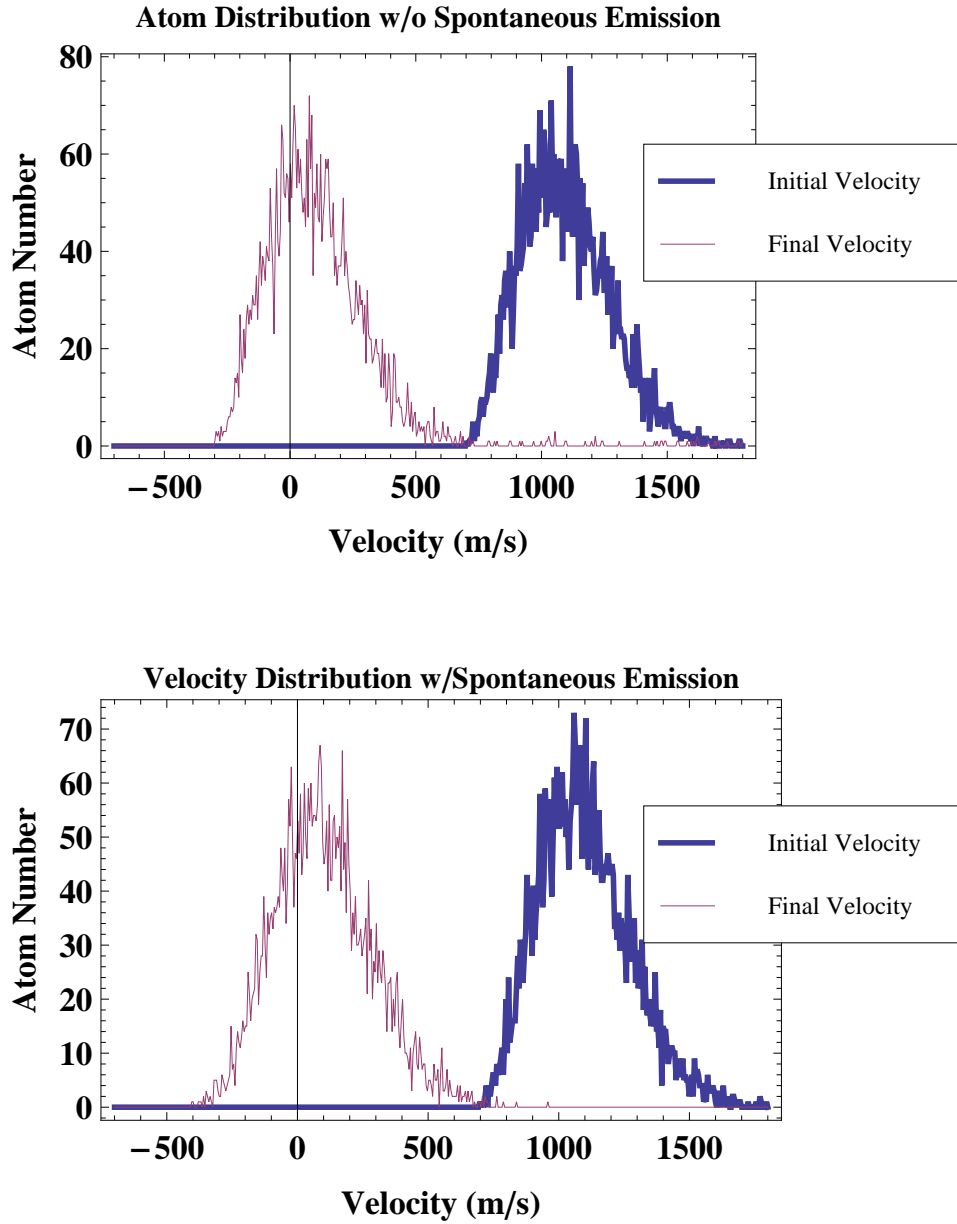 Atom Distribution w/o Spontaneous Emission
80
60
40
20
0
Atom Number
−500 0 500 1000 1500
Velocity (m/s)
Initial Velocity
Final Velocity
Velocity Distribution w/Spontaneous Emission
70
60
50
40
30
20
10
0
Atom Number
−500 0 500 1000 1500
Velocity (m/s)
Initial Velocity
Final Velocity